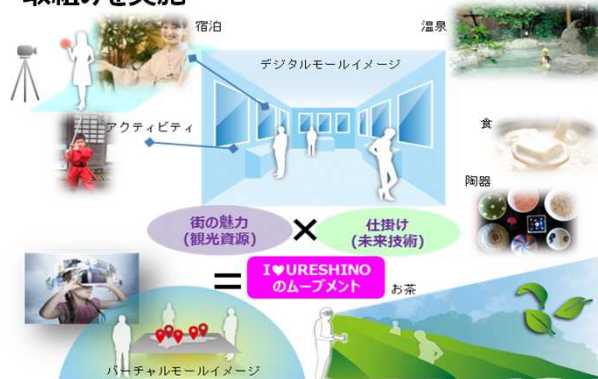 取組みを実施
宿泊
温泉
デジタルモールイメージ
アクティビティ
食
陶器
街の魅力
(観光資源)
×
仕掛け
(未来技術)
=
I♥URESHINO
のムーブメント
お茶
バーチャルモールイメージ